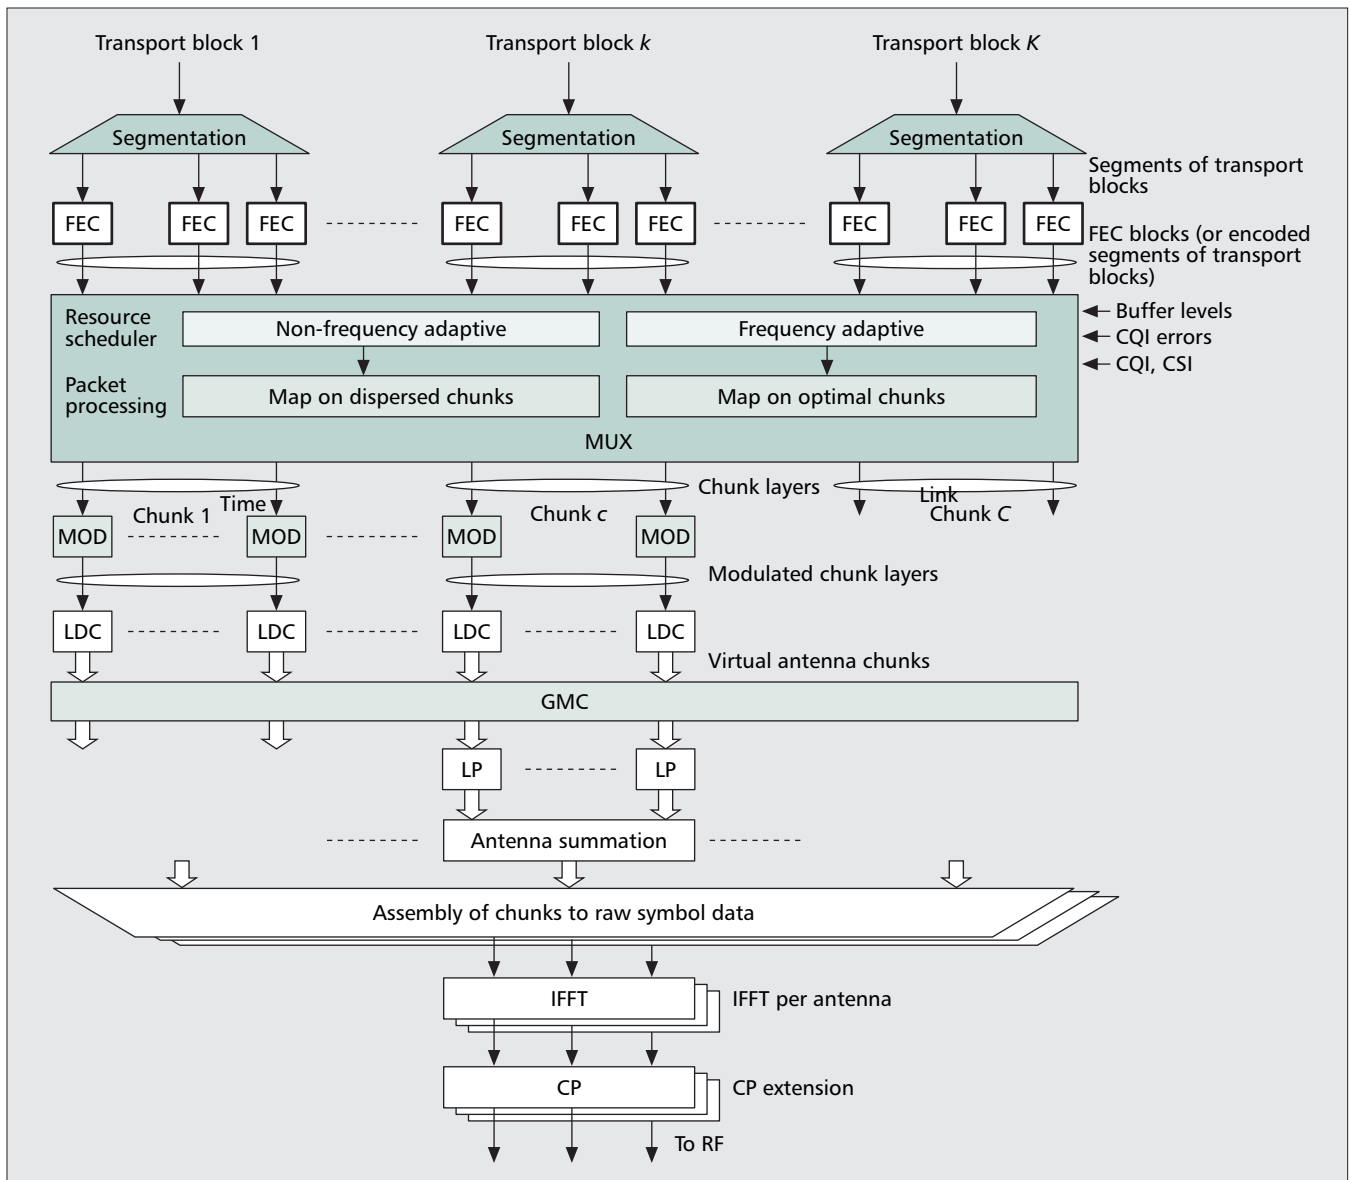 Transport block 1
Transport block k
Transport block K
Segmentation
Segmentation
Segmentation
Segments of transport
blocks
FEC
FEC
FEC
FEC
FEC
FEC
FEC
FEC
FEC
FEC blocks (or encoded
segments of transport
blocks)
Resource
scheduler
Non-frequency adaptive
Frequency adaptive
Buffer levels
CQI errors
CQI, CSI
Packet
processing
Map on dispersed chunks
Map on optimal chunks
MUX
Chunk layers
Link
Time
Chunk 1
Chunk c
Chunk C
MOD
MOD
MOD
MOD
Modulated chunk layers
LDC
LDC
LDC
LDC
Virtual antenna chunks
GMC
LP
LP
Antenna summation
Assembly of chunks to raw symbol data
IFFT
IFFT per antenna
CP
CP extension
To RF